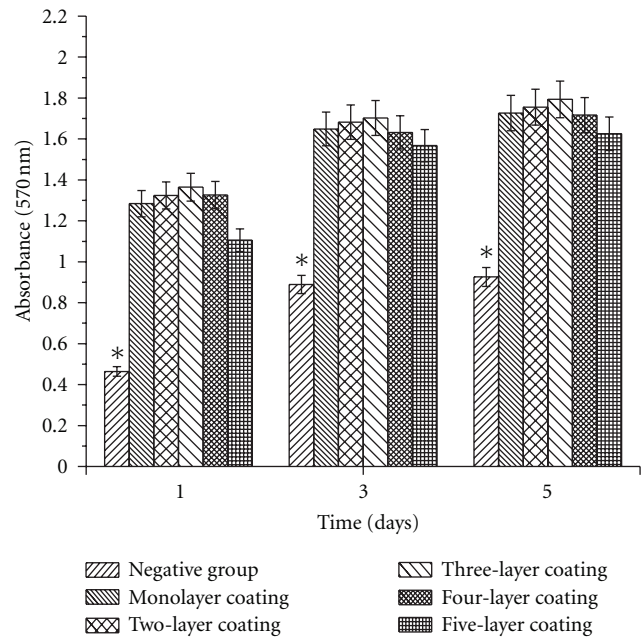 2.2
2
1.8
1.6
1.4
1.2
1
0.8
0.6
0.4
0.2
0
Absorbance (570 nm)
*
*
*
1 3 5
Time (days)
Negative group
Monolayer coating
Two-layer coating
Three-layer coating
Four-layer coating
Five-layer coating